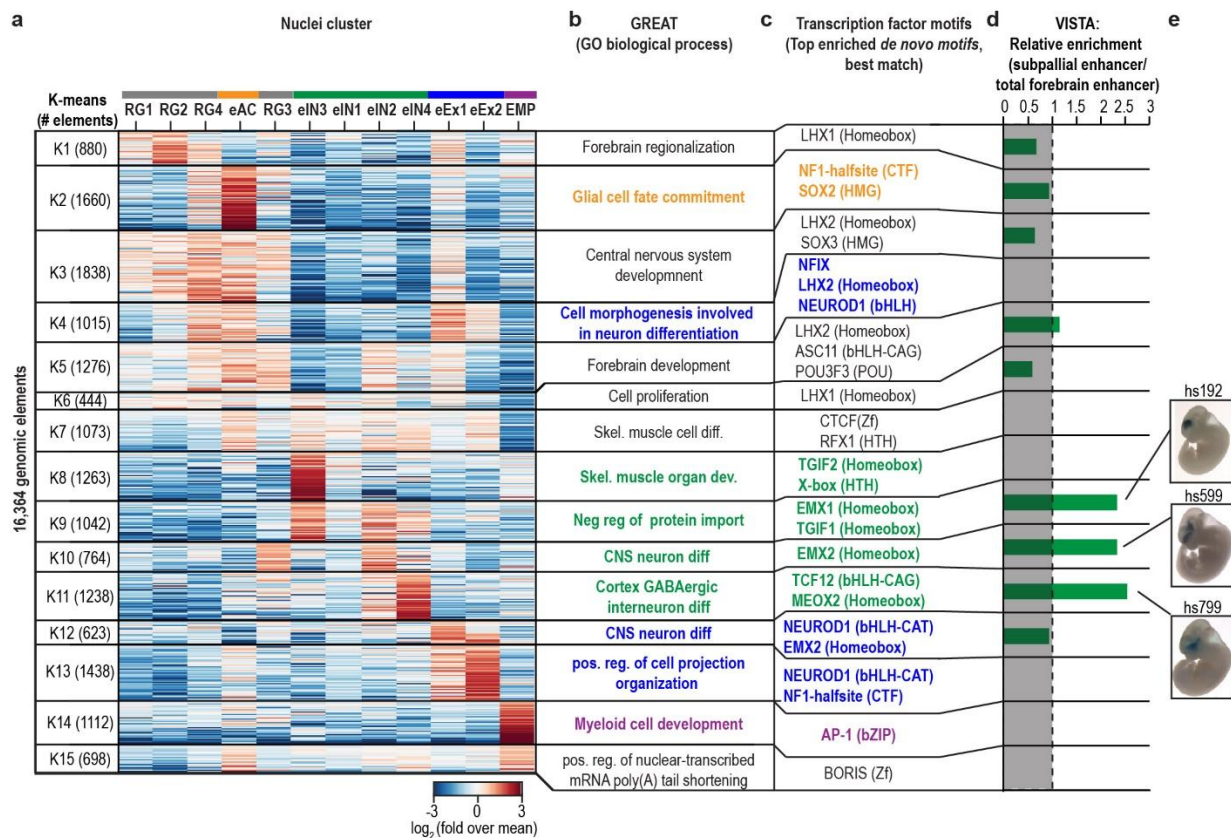 a
Nuclei cluster
b
GREAT
(GO biological process)
c
Transcription factor motifs
(Top enriched de novo motifs,
best match)
d
VISTA:
Relative enrichment
(subpallial enhancer/
total forebrain enhancer)
e
K-means
(# elements)
RG1 RG2 RG4 eAC RG3 eIN3 eIN1 eIN2 eIN4 eEx1 eEx2 EMP
0 0.5 1 1.5 2 2.5 3
16,364 genomic elements
K1 (880)
K2 (1660)
K3 (1838)
K4 (1015)
K5 (1276)
K6 (444)
K7 (1073)
K8 (1263)
K9 (1042)
K10 (764)
K11 (1238)
K12 (623)
K13 (1438)
K14 (1112)
K15 (698)
Forebrain regionalization
Glial cell fate commitment
Central nervous system
developmnent
Cell morphogenesis involved
in neuron differentiation
Forebrain development
Cell proliferation
Skel. muscle cell diff.
Skel. muscle organ dev.
Neg reg of protein import
CNS neuron diff
Cortex GABAergic
interneuron diff
CNS neuron diff
pos. reg. of cell projection
organization
Myeloid cell development
pos. reg. of nuclear-transcribed
mRNA poly(A) tail shortening
LHX1 (Homeobox)
NF1-halfsite (CTF)
SOX2 (HMG)
LHX2 (Homeobox)
SOX3 (HMG)
NFIX
LHX2 (Homeobox)
NEUROD1 (bHLH)
LHX2 (Homeobox)
ASC11 (bHLH-CAG)
POU3F3 (POU)
LHX1 (Homeobox)
CTCF(Zf)
RFX1 (HTH)
TGIF2 (Homeobox)
X-box (HTH)
EMX1 (Homeobox)
TGIF1 (Homeobox)
EMX2 (Homeobox)
TCF12 (bHLH-CAG)
MEOX2 (Homeobox)
NEUROD1 (bHLH-CAT)
EMX2 (Homeobox)
NEUROD1 (bHLH-CAT)
NF1-halfsite (CTF)
AP-1 (bZIP)
BORIS (Zf)
hs192
hs599
hs799
-3 0 3
log2 (fold over mean)